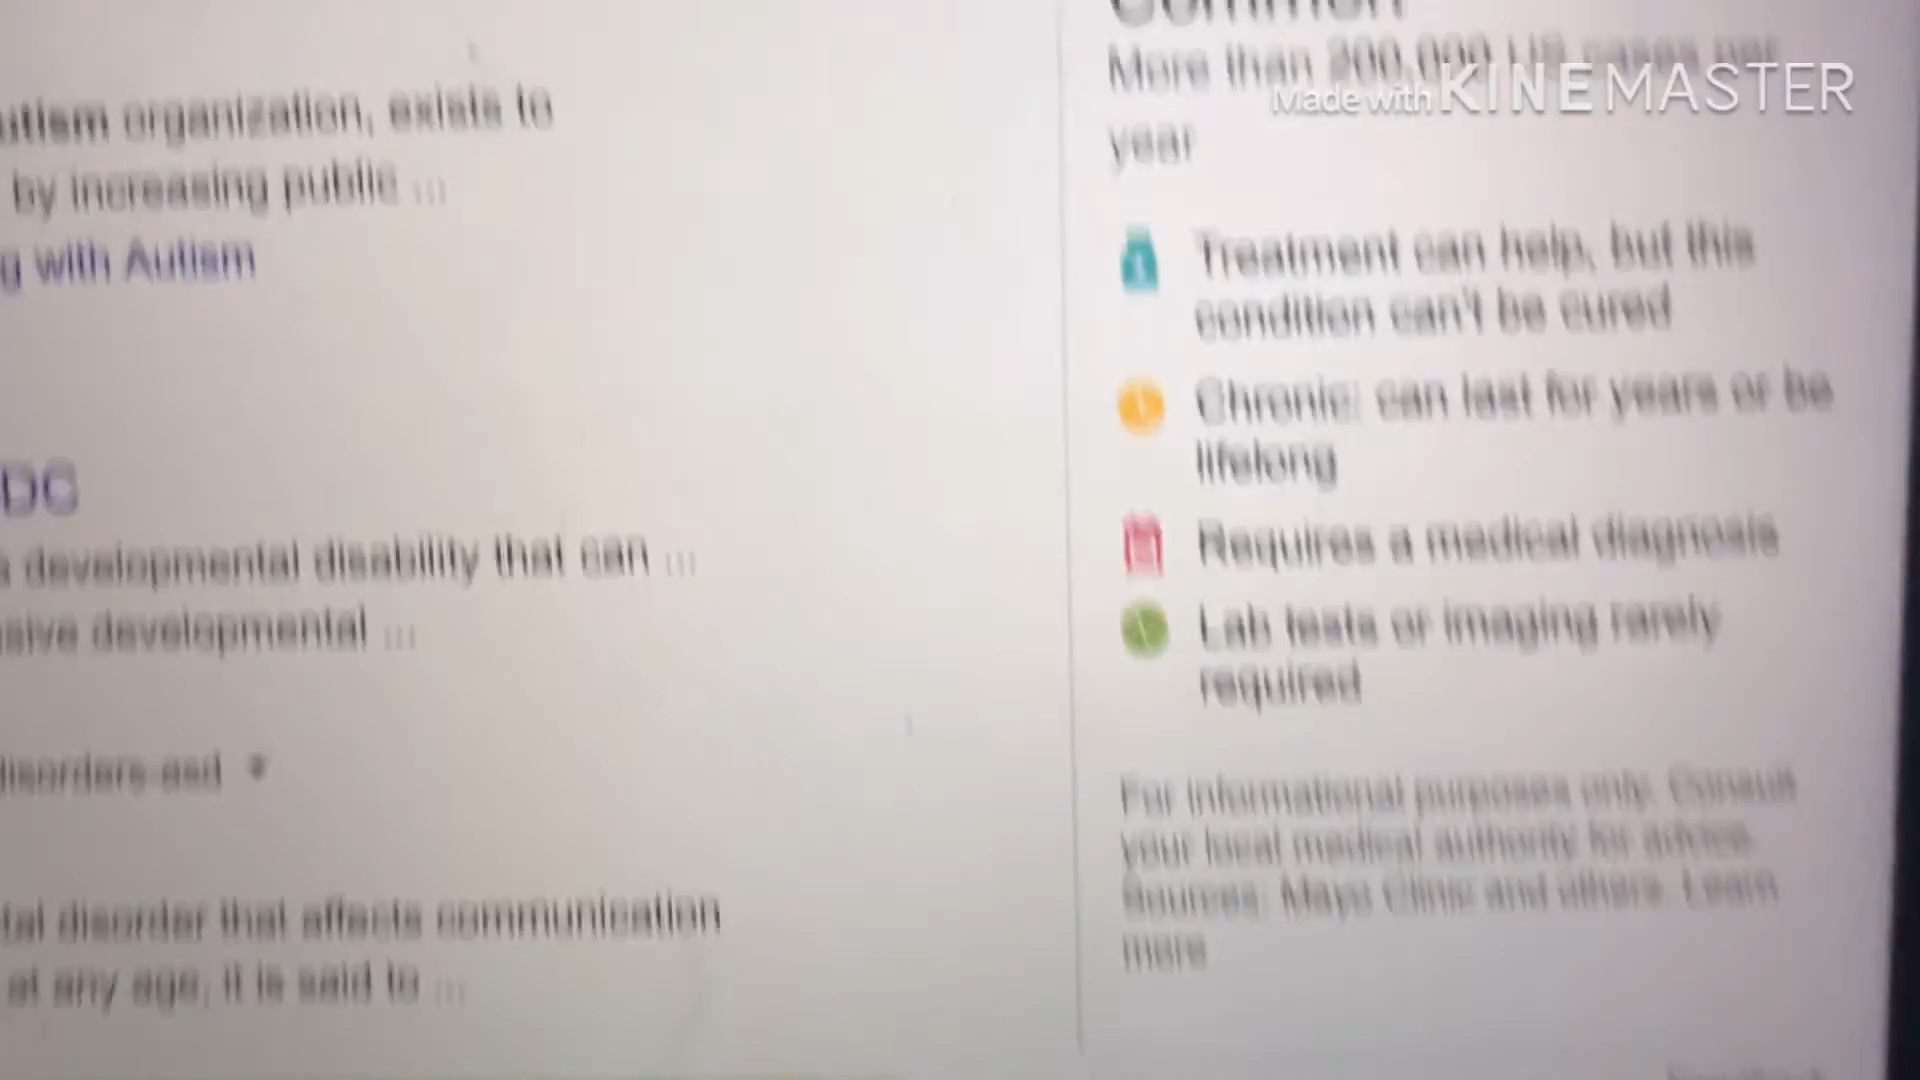 Common
More than 200,000 US cases per
year
Made with KINEMASTER
utism organization, exists to
by increasing public ...
g with Autism
Treatment can help, but this
condition can't be cured
Chronic: can last for years or be
lifelong
DC
s developmental disability that can ...
sive developmental ...
Requires a medical diagnosis
Lab tests or imaging rarely
required
disorders-asd
For informational purposes only. Consult
your local medical authority for advice.
Sources: Mayo Clinic and others. Learn
more
tal disorder that affects communication
at any age, it is said to ...